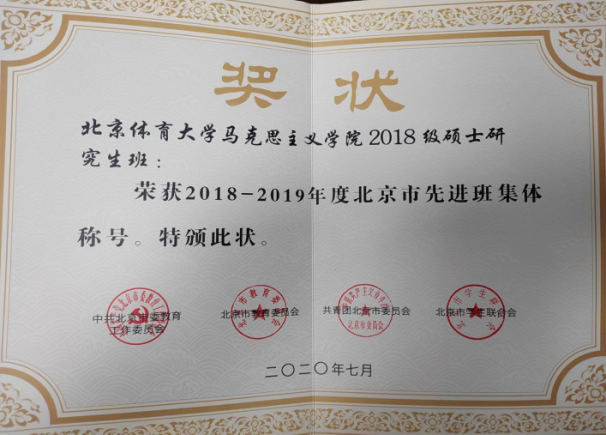 奖状
北京体育大学马克思主义学院2018级硕士研
究生班：
荣获2018-2019年度北京市先进班集体
称号。特颁此状。
中共北京市委教育
工作委员会
北京市教育委员会
共青团北京市委员会
北京市学生联合会
二〇二〇年七月